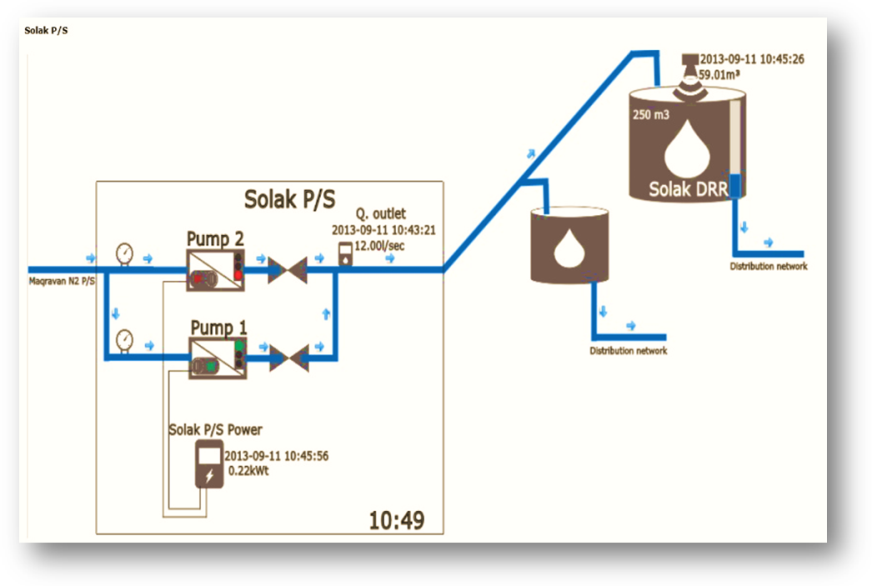 Solak P/S
2013-09-11 10:45:26
59.01m³
250 m3
Solak DRR
Solak P/S
Q. outlet
2013-09-11 10:43:21
12.00l/sec
Pump 2
Maqravan N2 P/S
Distribution network
Pump 1
Distribution network
Solak P/S Power
2013-09-11 10:45:56
0.22kWt
10:49